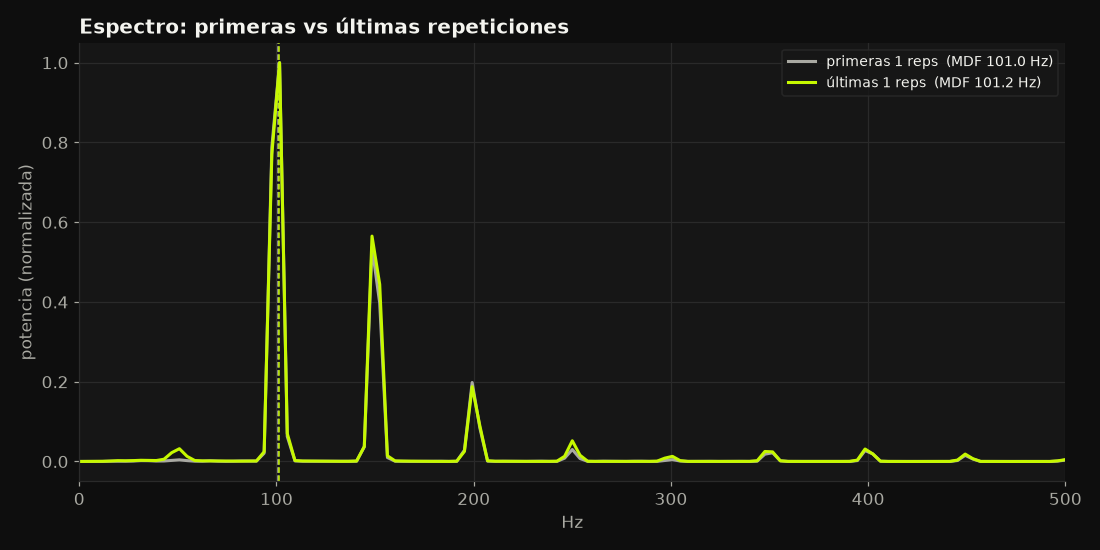 Espectro: primeras vs últimas repeticiones
primeras 1 reps (MDF 101.0 Hz)
últimas 1 reps (MDF 101.2 Hz)
potencia (normalizada)
1.0
0.8
0.6
0.4
0.2
0.0
0 100 200 300 400 500
Hz